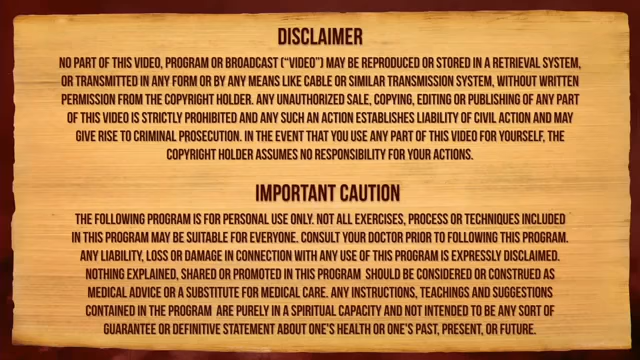 DISCLAIMER
NO PART OF THIS VIDEO, PROGRAM OR BROADCAST ("VIDEO") MAY BE REPRODUCED OR STORED IN A RETRIEVAL SYSTEM,
OR TRANSMITTED IN ANY FORM OR BY ANY MEANS LIKE CABLE OR SIMILAR TRANSMISSION SYSTEM, WITHOUT WRITTEN
PERMISSION FROM THE COPYRIGHT HOLDER. ANY UNAUTHORIZED SALE, COPYING, EDITING OR PUBLISHING OF ANY PART
OF THIS VIDEO IS STRICTLY PROHIBITED AND ANY SUCH AN ACTION ESTABLISHES LIABILITY OF CIVIL ACTION AND MAY
GIVE RISE TO CRIMINAL PROSECUTION. IN THE EVENT THAT YOU USE ANY PART OF THIS VIDEO FOR YOURSELF, THE
COPYRIGHT HOLDER ASSUMES NO RESPONSIBILITY FOR YOUR ACTIONS.
IMPORTANT CAUTION
THE FOLLOWING PROGRAM IS FOR PERSONAL USE ONLY. NOT ALL EXERCISES, PROCESS OR TECHNIQUES INCLUDED
IN THIS PROGRAM MAY BE SUITABLE FOR EVERYONE. CONSULT YOUR DOCTOR PRIOR TO FOLLOWING THIS PROGRAM.
ANY LIABILITY, LOSS OR DAMAGE IN CONNECTION WITH ANY USE OF THIS PROGRAM IS EXPRESSLY DISCLAIMED.
NOTHING EXPLAINED, SHARED OR PROMOTED IN THIS PROGRAM SHOULD BE CONSIDERED OR CONSTRUED AS
MEDICAL ADVICE OR A SUBSTITUTE FOR MEDICAL CARE. ANY INSTRUCTIONS, TEACHINGS AND SUGGESTIONS
CONTAINED IN THE PROGRAM ARE PURELY IN A SPIRITUAL CAPACITY AND NOT INTENDED TO BE ANY SORT OF
GUARANTEE OR DEFINITIVE STATEMENT ABOUT ONE'S HEALTH OR ONE'S PAST, PRESENT, OR FUTURE.